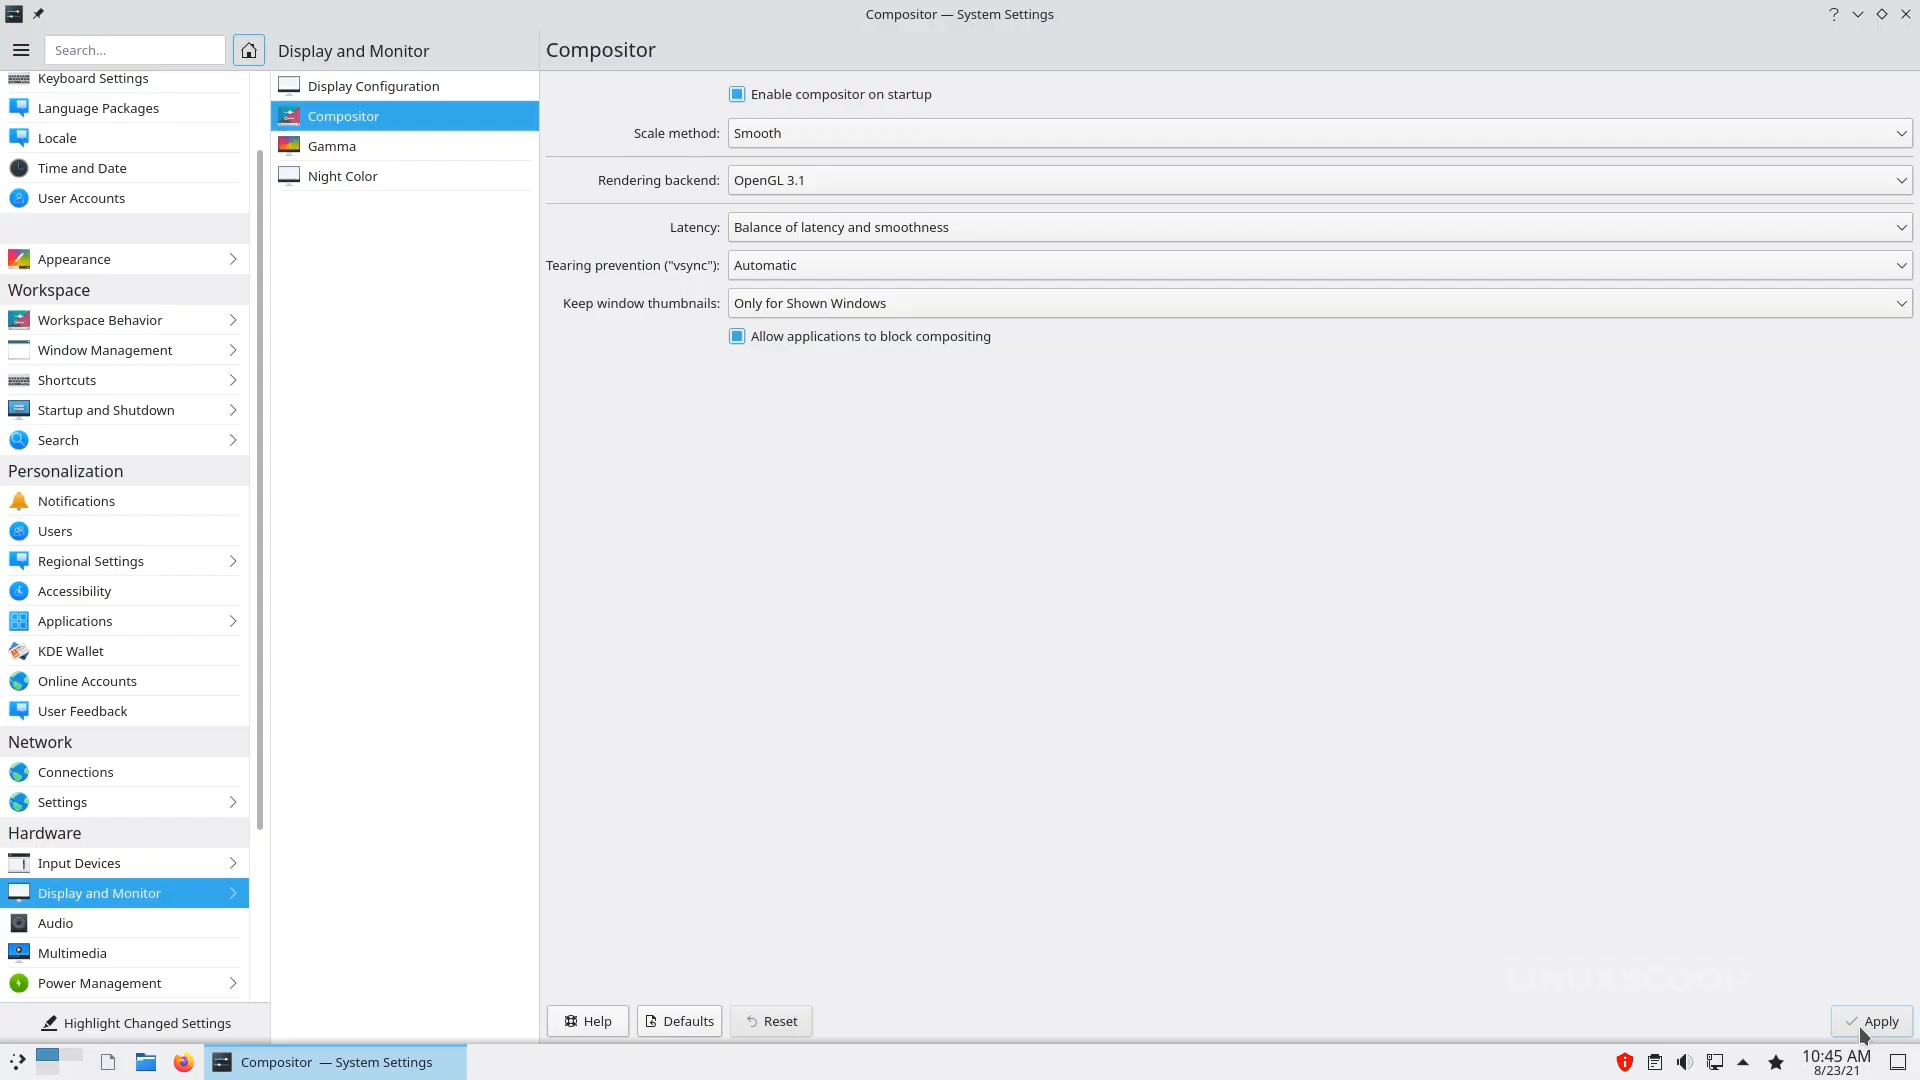 Compositor — System Settings
Search...
Display and Monitor
Compositor
Keyboard Settings
Language Packages
Locale
Time and Date
User Accounts
Appearance
Workspace
Workspace Behavior
Window Management
Shortcuts
Startup and Shutdown
Search
Personalization
Notifications
Users
Regional Settings
Accessibility
Applications
KDE Wallet
Online Accounts
User Feedback
Network
Connections
Settings
Hardware
Input Devices
Display and Monitor
Audio
Multimedia
Power Management
Highlight Changed Settings
Display Configuration
Compositor
Gamma
Night Color
Enable compositor on startup
Scale method: Smooth
Rendering backend: OpenGL 3.1
Latency: Balance of latency and smoothness
Tearing prevention ("vsync"): Automatic
Keep window thumbnails: Only for Shown Windows
Allow applications to block compositing
Help
Defaults
Reset
Apply
Compositor — System Settings
10:45 AM
8/23/21